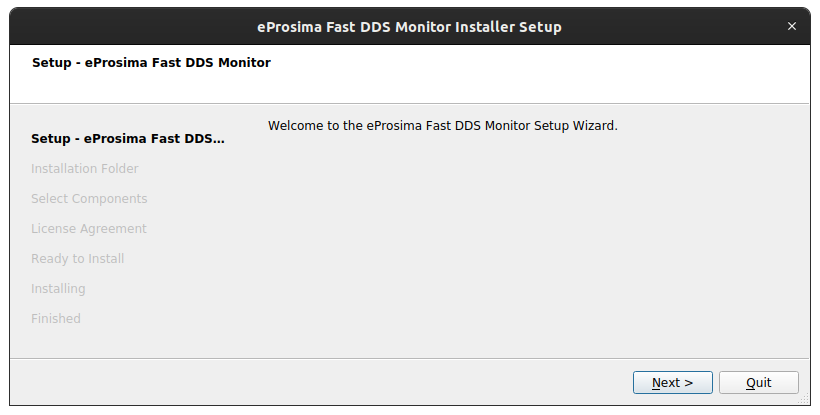 eProsima Fast DDS Monitor Installer Setup
×
Setup - eProsima Fast DDS Monitor
Setup - eProsima Fast DDS...
Welcome to the eProsima Fast DDS Monitor Setup Wizard.
Installation Folder
Select Components
License Agreement
Ready to Install
Installing
Finished
Next >
Quit